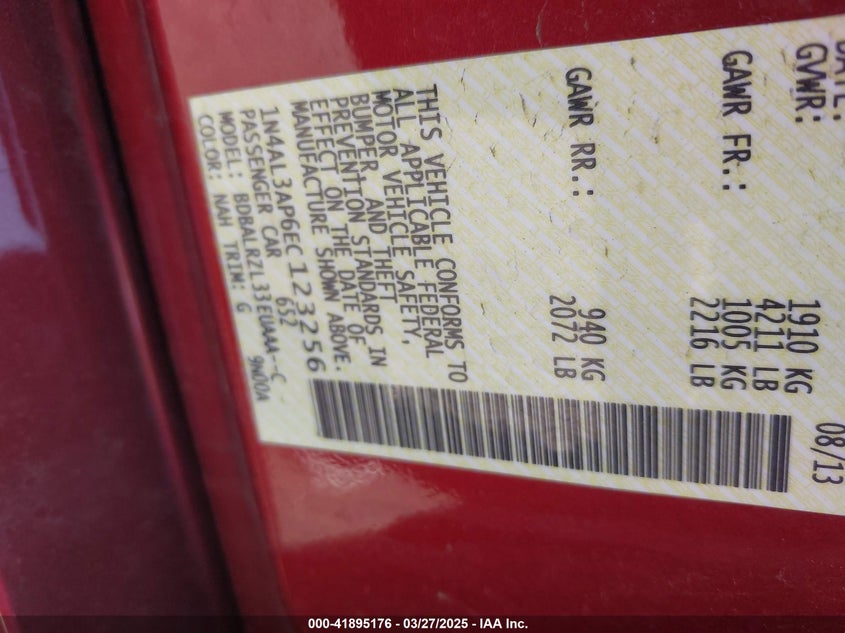 DATE: 08/13
GVWR: 1910 KG
4211 LB
GAWR FR.: 1005 KG
2216 LB
GAWR RR.: 940 KG
2072 LB
THIS VEHICLE CONFORMS TO
ALL APPLICABLE FEDERAL
MOTOR VEHICLE SAFETY,
BUMPER, AND THEFT
PREVENTION STANDARDS IN
EFFECT ON THE DATE OF
MANUFACTURE SHOWN ABOVE.
1N4AL3AP6EC123256
PASSENGER CAR 652
MODEL: BDBALRZL33EUAAA--C
COLOR: NAH TRIM: G 9N00A
000-41895176 - 03/27/2025 - IAA Inc.